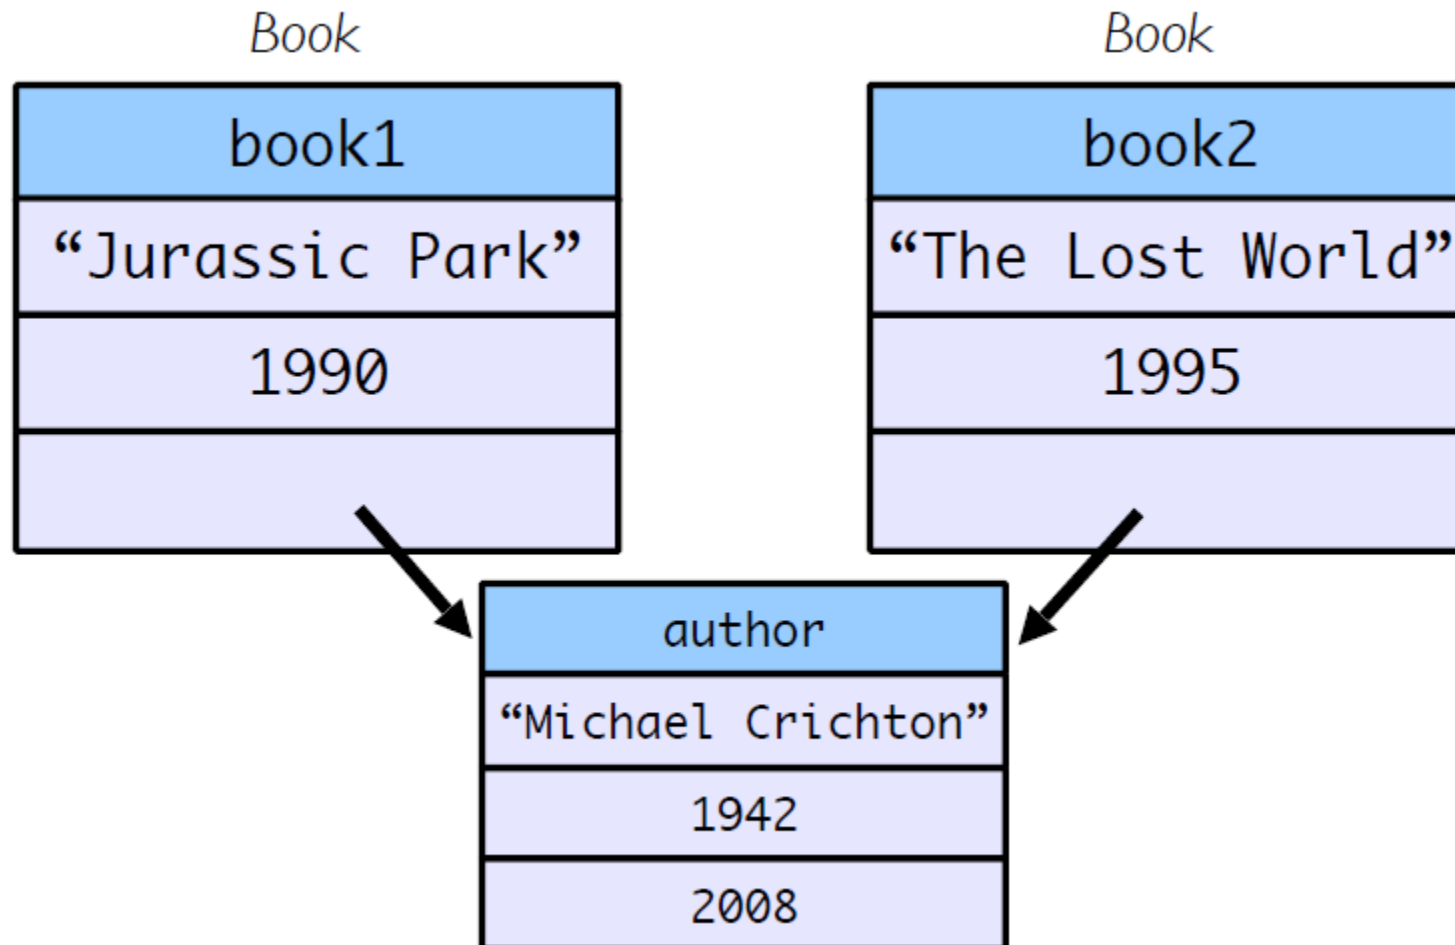 Book
book1
“Jurassic Park”
1990
Book
book2
“The Lost World”
1995
author
“Michael Crichton”
1942
2008